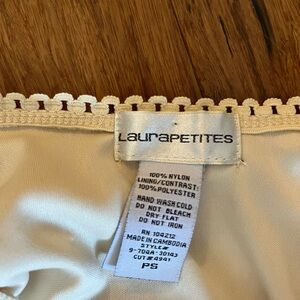 LauraPETITES
100% NYLON
LINING/CONTRAST:
100% POLYESTER
HAND WASH COLD
DO NOT BLEACH
DRY FLAT
DO NOT IRON
RN 104212
MADE IN CAMBODIA
STYLE#
9-704A-30143
CUT#4941
PS